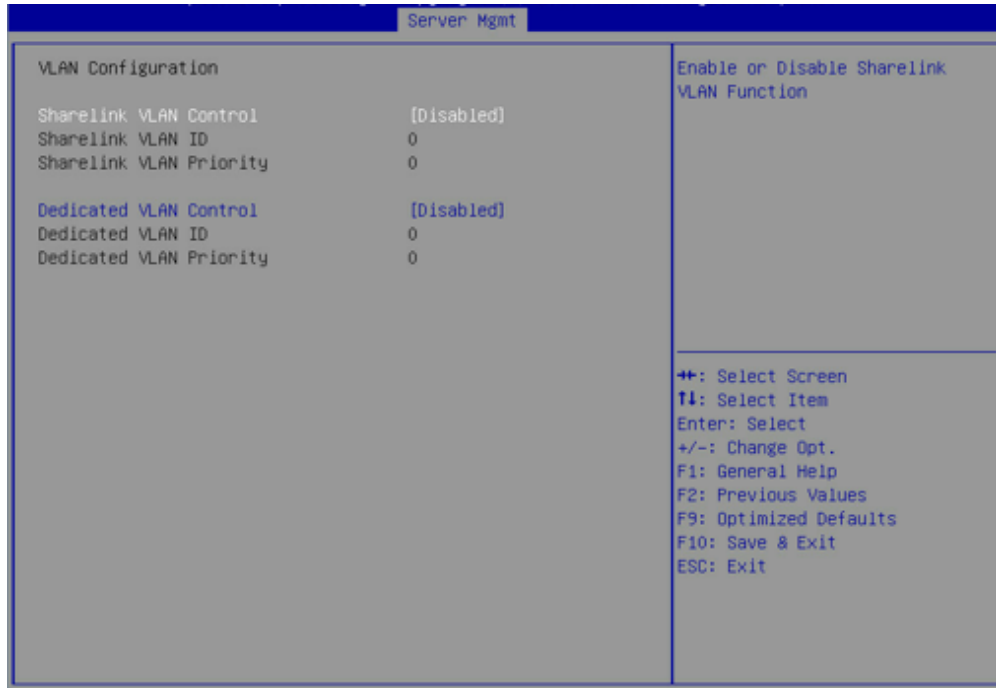 Server Mgmt
VLAN Configuration
Sharelink VLAN Control [Disabled]
Sharelink VLAN ID 0
Sharelink VLAN Priority 0
Dedicated VLAN Control [Disabled]
Dedicated VLAN ID 0
Dedicated VLAN Priority 0
Enable or Disable Sharelink
VLAN Function
→←: Select Screen
↑↓: Select Item
Enter: Select
+/-: Change Opt.
F1: General Help
F2: Previous Values
F9: Optimized Defaults
F10: Save & Exit
ESC: Exit